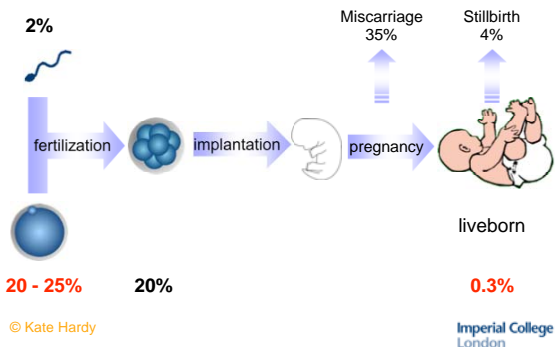 2%
Miscarriage
35%
Stillbirth
4%
fertilization
implantation
pregnancy
liveborn
20 - 25%
20%
0.3%
© Kate Hardy
Imperial College
London